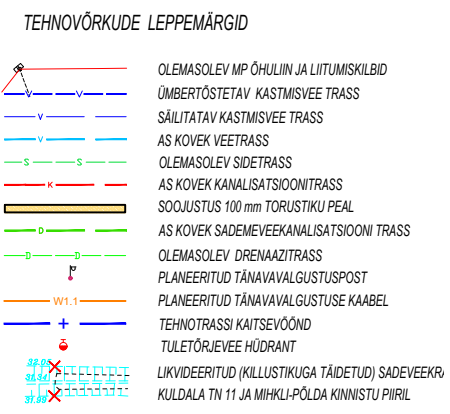 TEHNOVÕRKUDE LEPPEMÄRGID
OLEMASOLEV MP ÕHULIIN JA LIITUMISKILBID
V V ÜMBERTÕSTETAV KASTMISVEE TRASS
V SÄILITATAV KASTMISVEE TRASS
V AS KOVEK VEETRASS
S S OLEMASOLEV SIDETRASS
K AS KOVEK KANALISATSIOONITRASS
SOOJUSTUS 100 mm TORUSTIKU PEAL
D AS KOVEK SADEMEVEEKANALISATSIOONI TRASS
D D OLEMASOLEV DRENAAZITRASS
PLANEERITUD TÄNAVAVALGUSTUSPOST
W1.1 PLANEERITUD TÄNAVAVALGUSTUSE KAABEL
TEHNOTRASSI KAITSEVÖÖND
TULETÕRJEVEE HÜDRANT
LIKVIDEERITUD (KILLUSTIKUGA TÄIDETUD) SADEVEEKRA
KULDALA TN 11 JA MIHKLI-PÕLDA KINNISTU PIIRIL